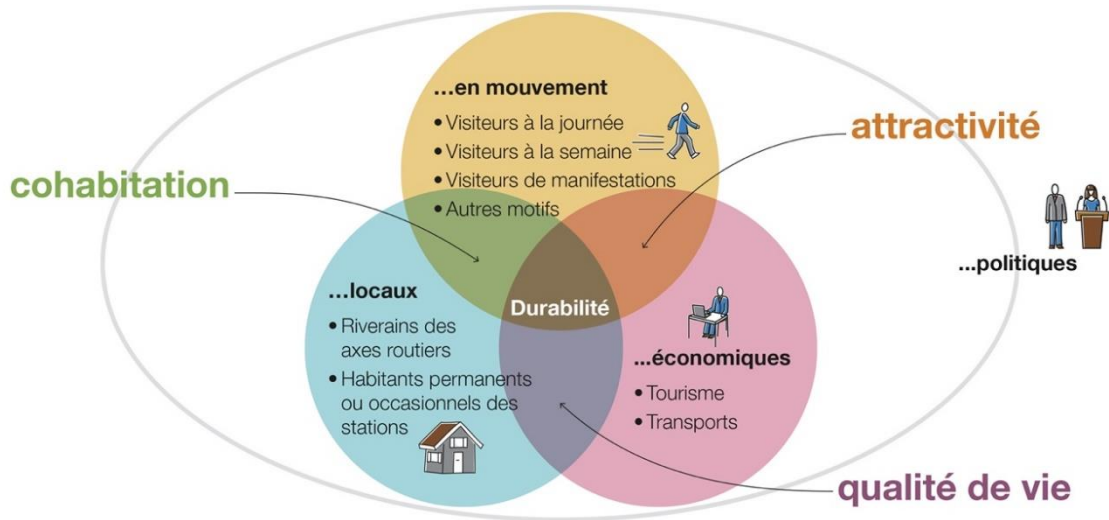 ...en mouvement
• Visiteurs à la journée
• Visiteurs à la semaine
• Visiteurs de manifestations
• Autres motifs
attractivité
cohabitation
...politiques
...locaux
• Riverains des
axes routiers
• Habitants permanents
ou occasionnels des
stations
Durabilité
...économiques
• Tourisme
• Transports
qualité de vie